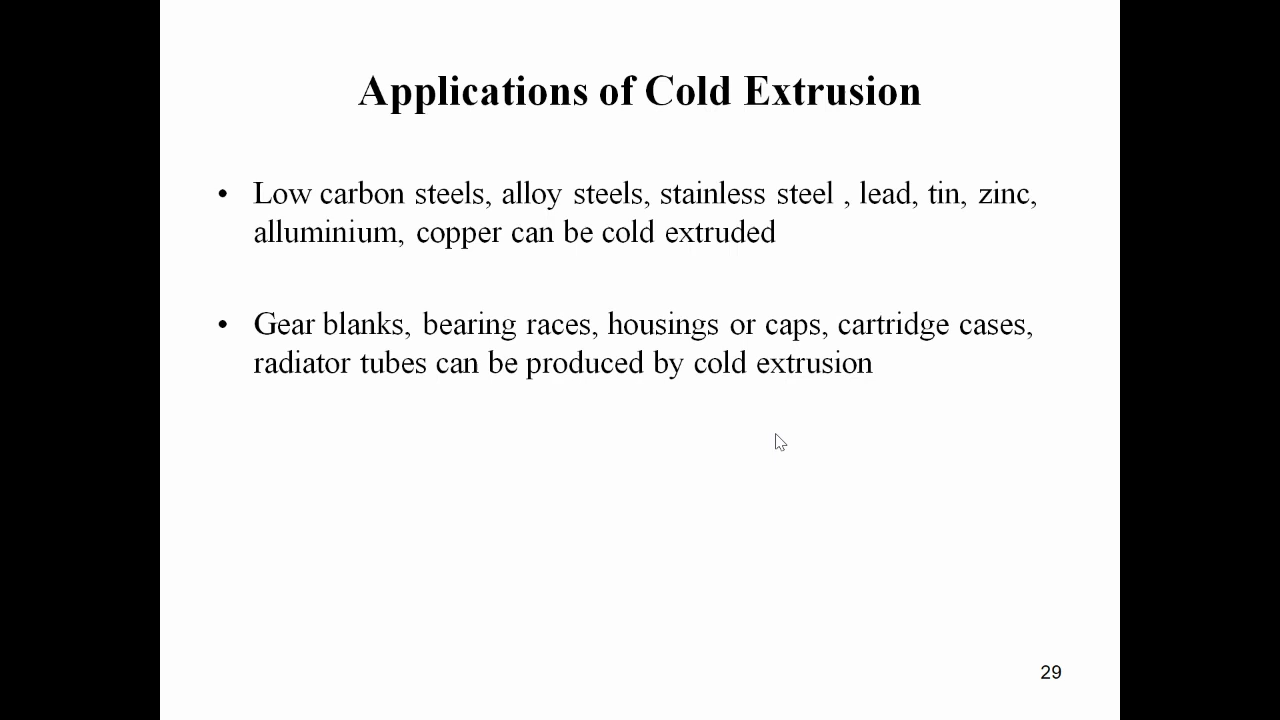 Applications of Cold Extrusion
• Low carbon steels, alloy steels, stainless steel , lead, tin, zinc,
alluminium, copper can be cold extruded
• Gear blanks, bearing races, housings or caps, cartridge cases,
radiator tubes can be produced by cold extrusion
29